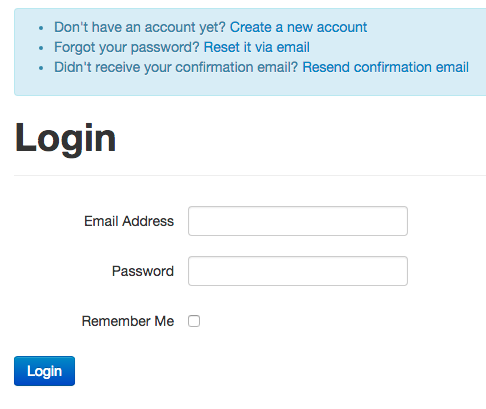 Don't have an account yet? Create a new account
Forgot your password? Reset it via email
Didn't receive your confirmation email? Resend confirmation email
Login
Email Address
Password
Remember Me
Login